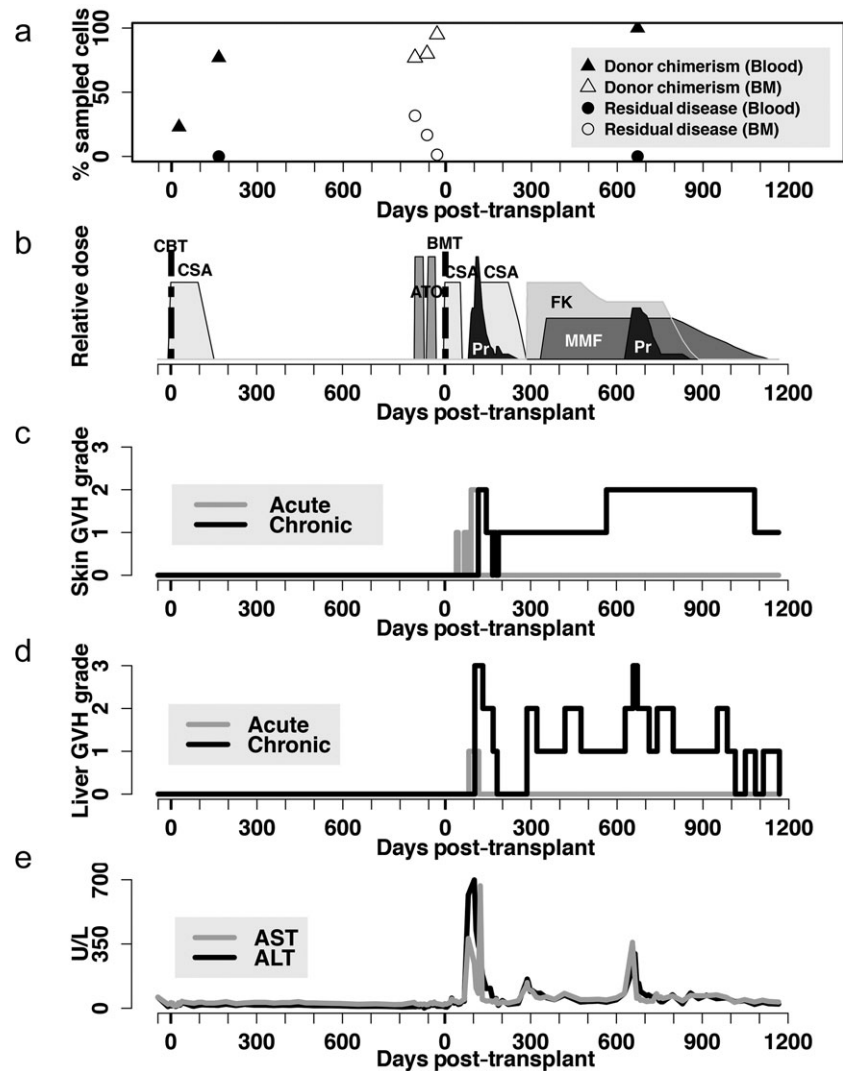 a
% sampled cells
100
50
0
Donor chimerism (Blood)
Donor chimerism (BM)
Residual disease (Blood)
Residual disease (BM)
0 300 600 0 300 600 900 1200
Days post-transplant
b
Relative dose
CBT
CSA
ATO
BMT
CSA
CSA
Pr
FK
MMF
Pr
0 300 600 0 300 600 900 1200
Days post-transplant
c
Skin GVH grade
3
2
1
0
Acute
Chronic
0 300 600 0 300 600 900 1200
Days post-transplant
d
Liver GVH grade
3
2
1
0
Acute
Chronic
0 300 600 0 300 600 900 1200
Days post-transplant
e
U/L
700
350
0
AST
ALT
0 300 600 0 300 600 900 1200
Days post-transplant